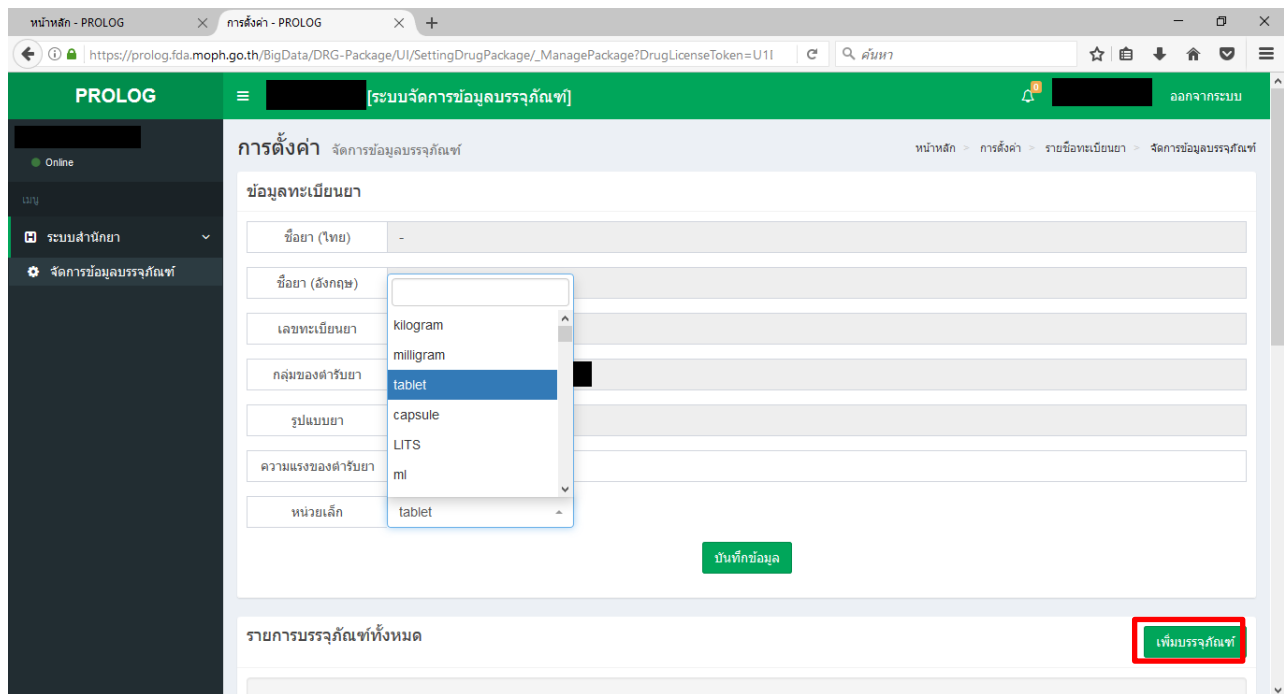 หน้าหลัก - PROLOG
การตั้งค่า - PROLOG
https://prolog.fda.moph.go.th/BigData/DRG-Package/UI/SettingDrugPackage/_ManagePackage?DrugLicenseToken=U1I
ค้นหา
PROLOG
[ระบบจัดการข้อมูลบรรจุภัณฑ์]
0
ออกจากระบบ
Online
เมนู
ระบบสำนักยา
จัดการข้อมูลบรรจุภัณฑ์
การตั้งค่า จัดการข้อมูลบรรจุภัณฑ์
หน้าหลัก > การตั้งค่า > รายชื่อทะเบียนยา > จัดการข้อมูลบรรจุภัณฑ์
ข้อมูลทะเบียนยา
ชื่อยา (ไทย) -
ชื่อยา (อังกฤษ)
เลขทะเบียนยา
กลุ่มของตำรับยา
รูปแบบยา
ความแรงของตำรับยา
kilogram
milligram
tablet
capsule
LITS
ml
หน่วยเล็ก tablet
บันทึกข้อมูล
รายการบรรจุภัณฑ์ทั้งหมด
เพิ่มบรรจุภัณฑ์